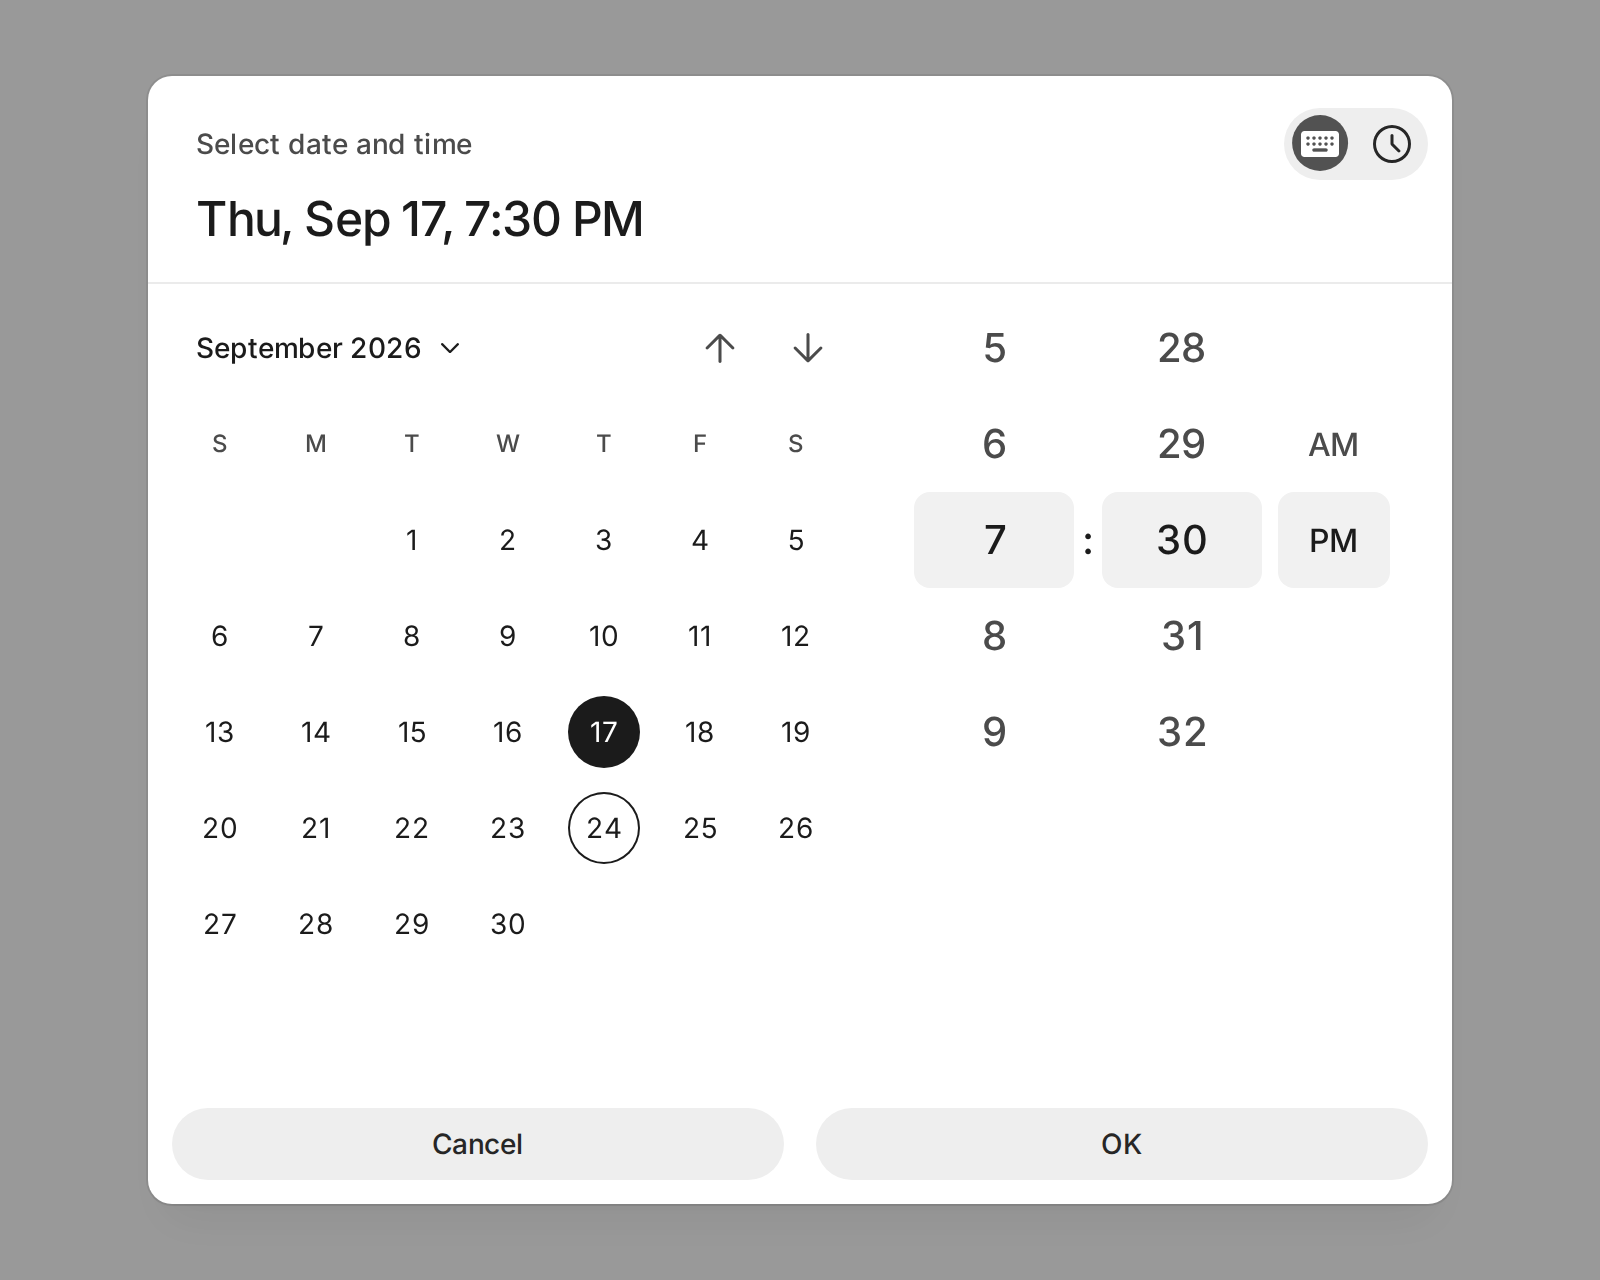 Select date and time
Thu, Sep 17, 7:30 PM
September 2026
S M T W T F S
1 2 3 4 5
6 7 8 9 10 11 12
13 14 15 16 17 18 19
20 21 22 23 24 25 26
27 28 29 30
5 28
6 29 AM
7 : 30 PM
8 31
9 32
Cancel OK